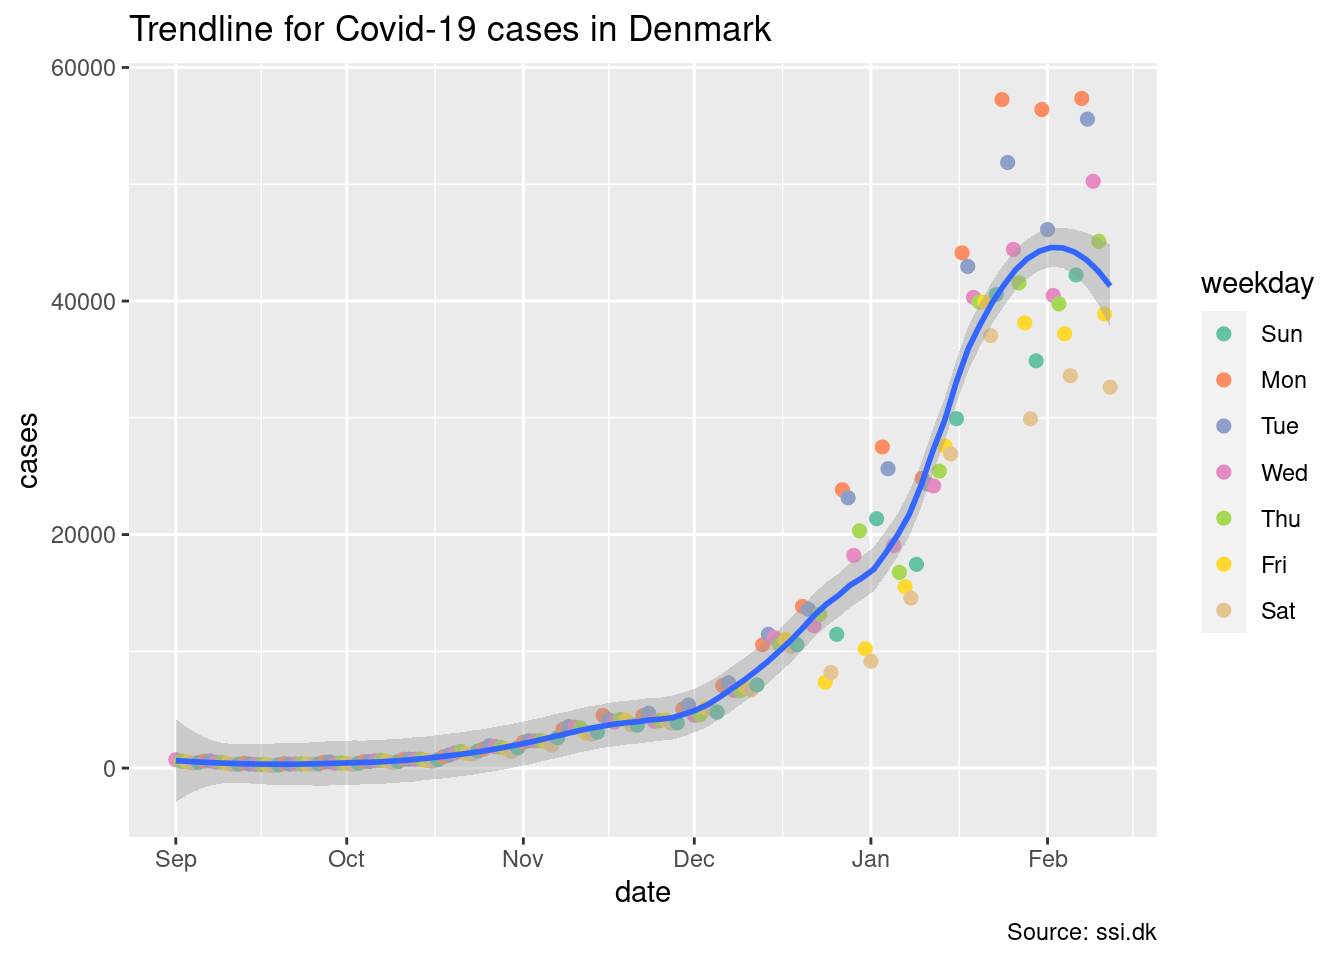 Trendline for Covid-19 cases in Denmark
60000
40000
20000
0
cases
Sep Oct Nov Dec Jan Feb
date
weekday
Sun
Mon
Tue
Wed
Thu
Fri
Sat
Source: ssi.dk